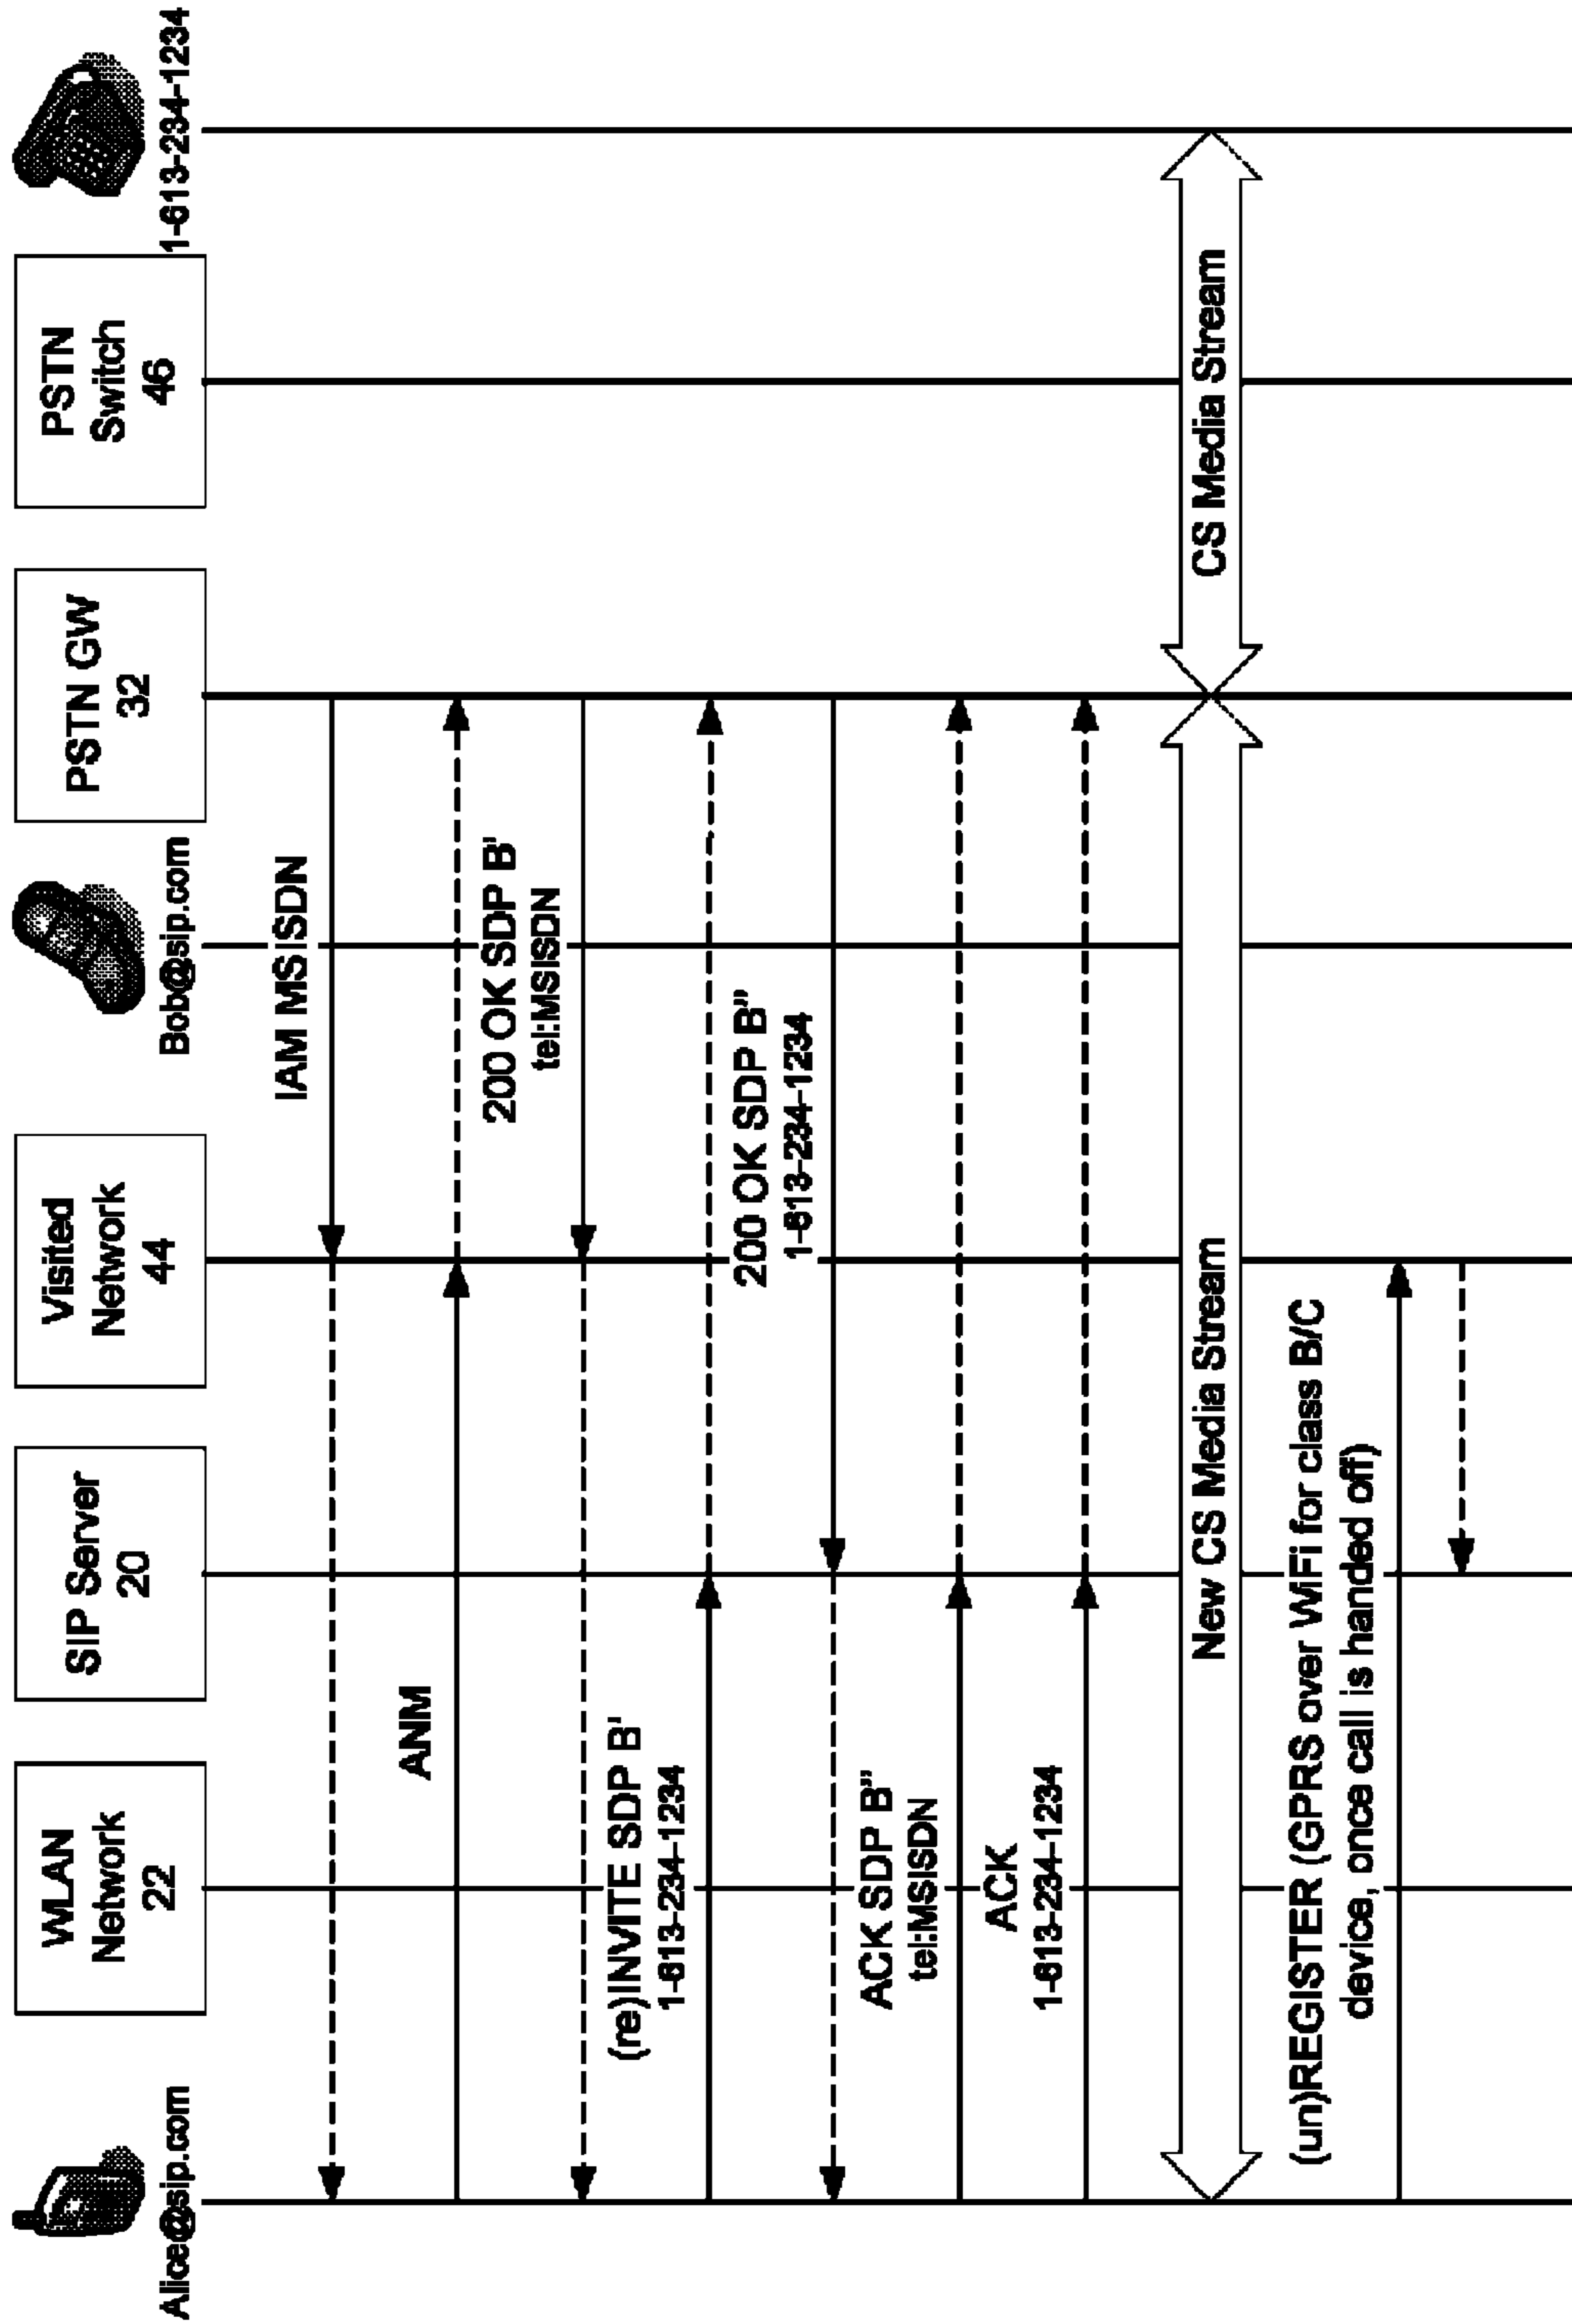 Alice@sip.com
WLAN
Network
22
SIP Server
20
Visited
Network
44
Bob@sip.com
PSTN GW
32
PSTN
Switch
46
1-613-234-1234
IAM MSISDN
ANM
200 OK SDP B'
tel:MSISDN
(re)INVITE SDP B'
1-613-234-1234
200 OK SDP B"
1-613-234-1234
ACK SDP B"
tel:MSISDN
ACK
1-613-234-1234
New CS Media Stream
CS Media Stream
(un)REGISTER (GPRS over WiFi for class B/C
device, once call is handed off)